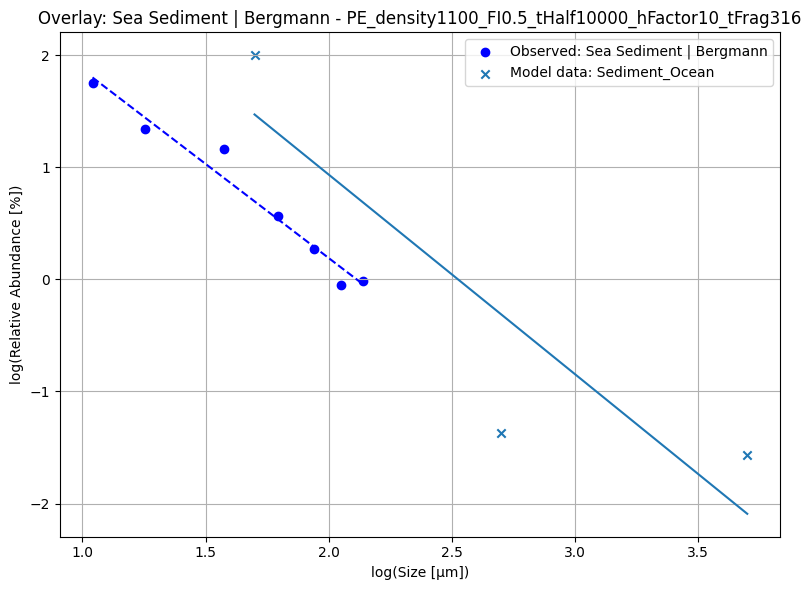 Overlay: Sea Sediment | Bergmann - PE_density1100_FI0.5_tHalf10000_hFactor10_tFrag316
Observed: Sea Sediment | Bergmann
Model data: Sediment_Ocean
log(Relative Abundance [%])
2
1
0
−1
−2
1.0 1.5 2.0 2.5 3.0 3.5
log(Size [µm])